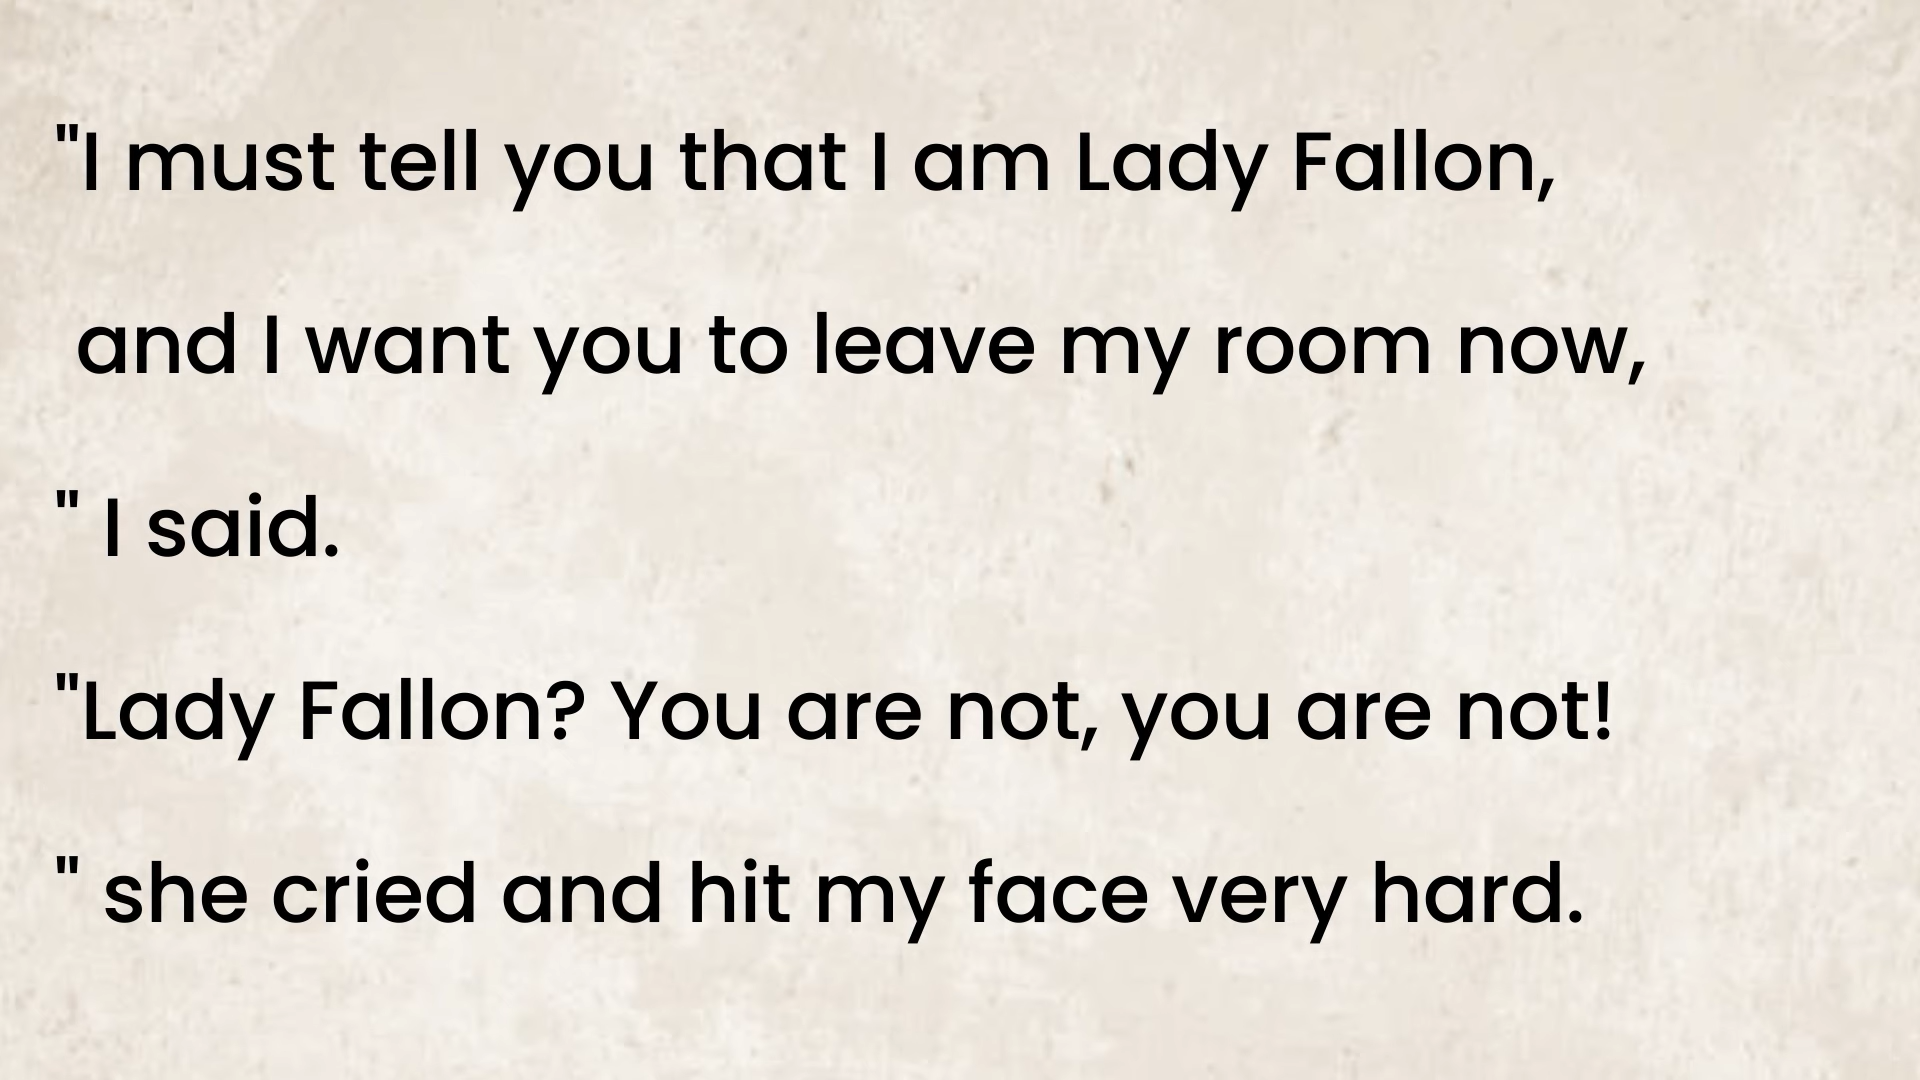 "I must tell you that I am Lady Fallon,
and I want you to leave my room now,
" I said.
"Lady Fallon? You are not, you are not!
" she cried and hit my face very hard.